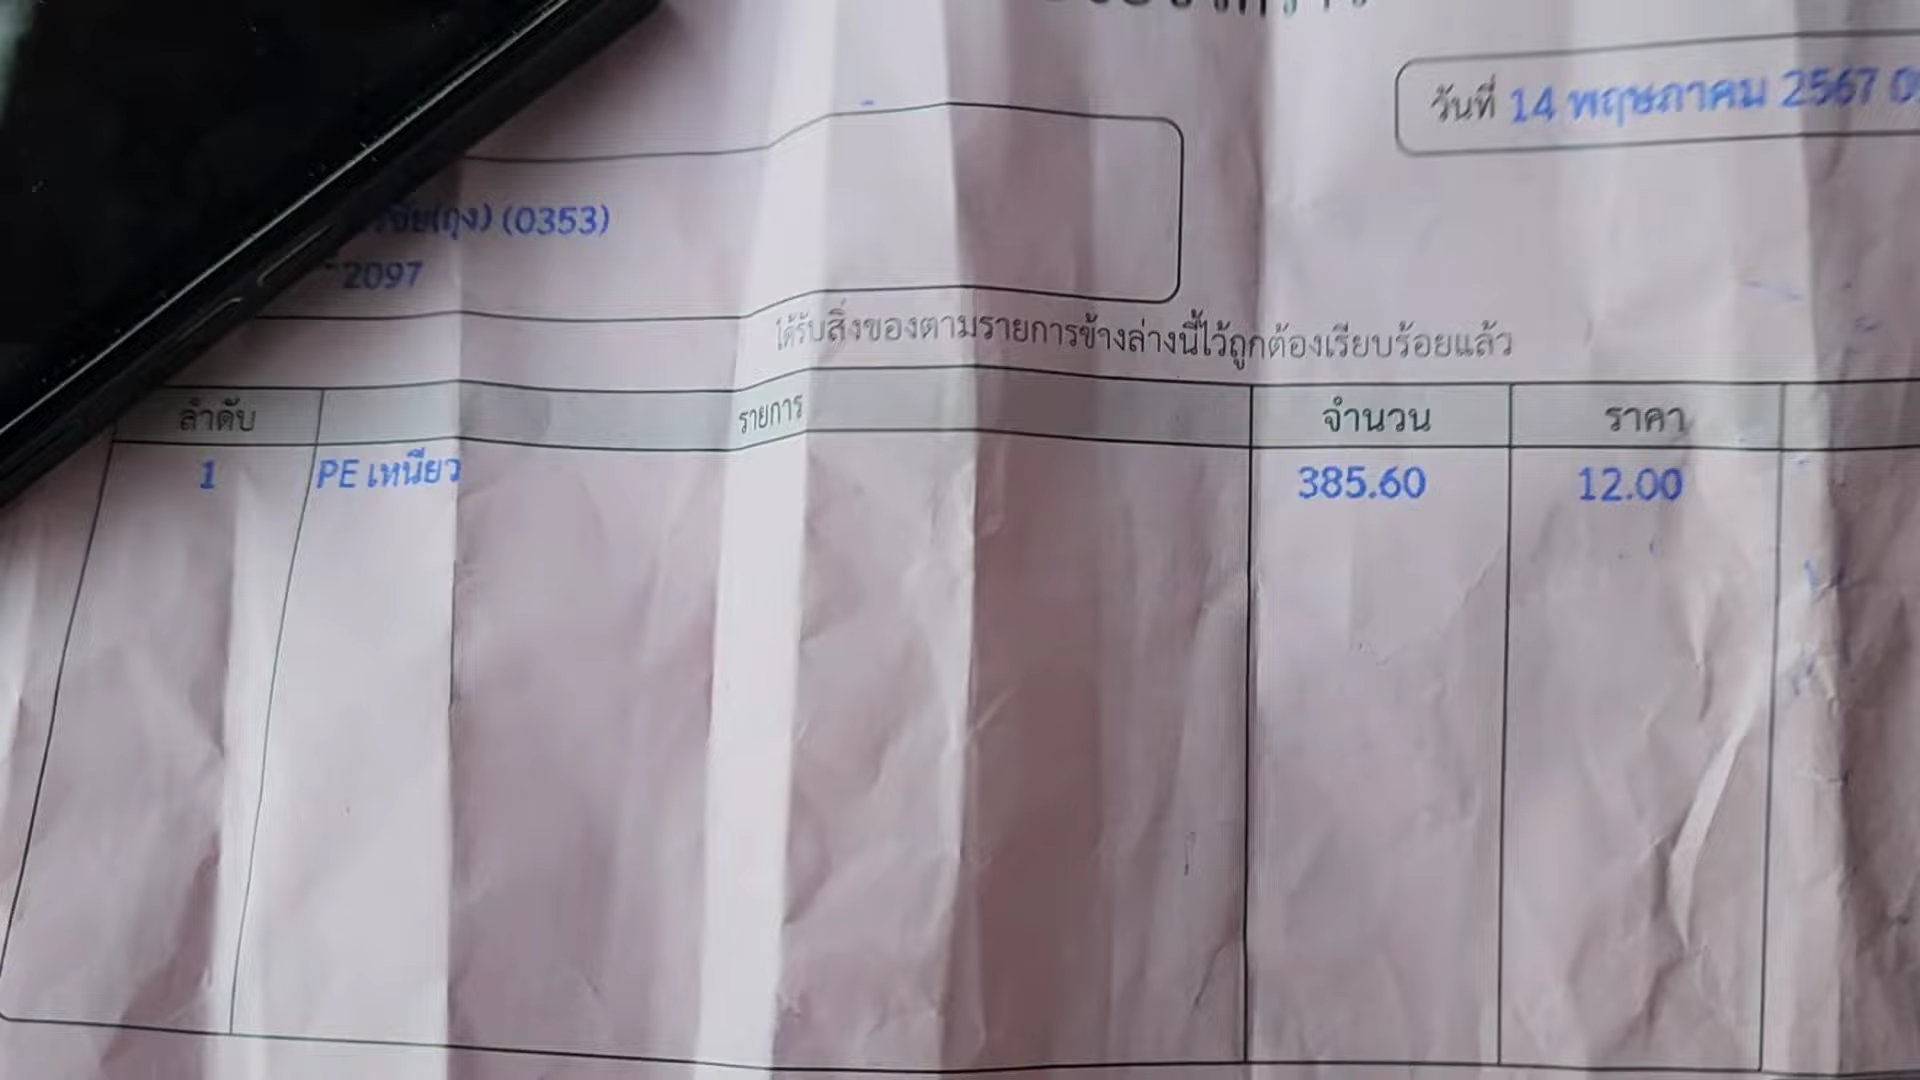 วันที่ 14 พฤษภาคม 2567
(0353)
2097
ได้รับสิ่งของตามรายการข้างล่างนี้ไว้ถูกต้องเรียบร้อยแล้ว
ลำดับ รายการ จำนวน ราคา
1 PE เหนียว 385.60 12.00